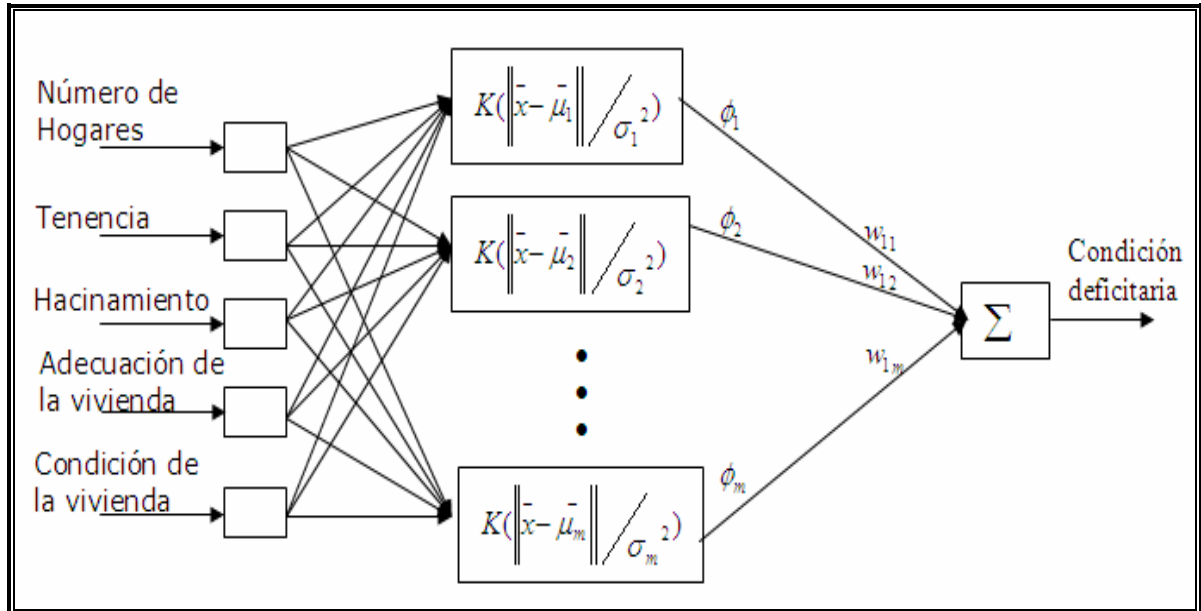 Número de
Hogares
Tenencia
Hacinamiento
Adecuación de
la vivienda
Condición de
la vivienda
K(‖x̄ − μ̄₁‖ / σ₁²)
K(‖x̄ − μ̄₂‖ / σ₂²)
K(‖x̄ − μ̄ₘ‖ / σₘ²)
ϕ₁
ϕ₂
ϕₘ
w₁₁
w₁₂
w₁ₘ
Σ
Condición
deficitaria